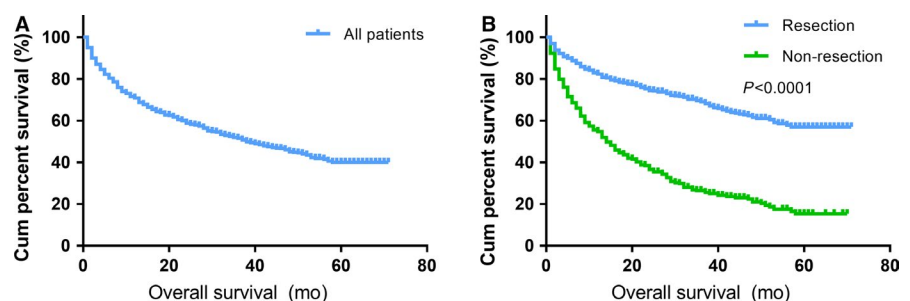 A
All patients
100
80
60
40
20
0
Cum percent survival (%)
0 20 40 60 80
Overall survival (mo)
B
Resection
Non-resection
P<0.0001
100
80
60
40
20
0
Cum percent survival (%)
0 20 40 60 80
Overall survival (mo)